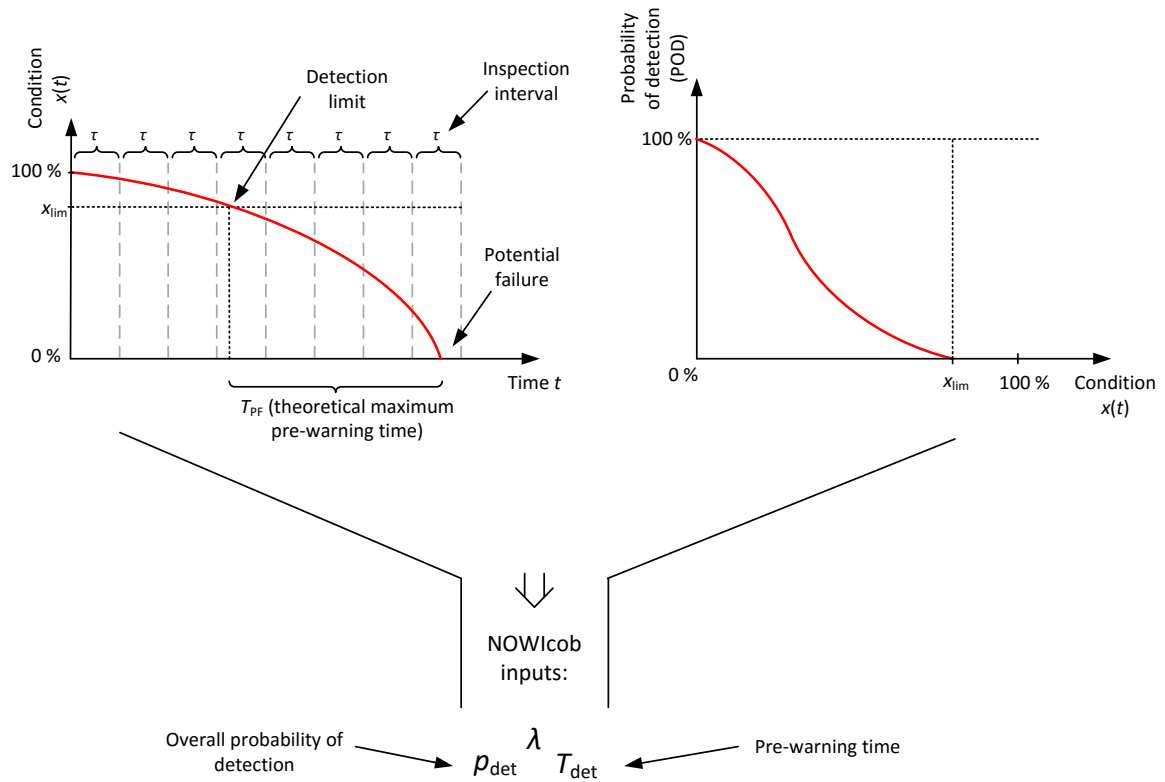 Condition
x(t)
Detection
limit
Inspection
interval
τ τ τ τ τ τ τ τ
100 %
xlim
Potential
failure
0 %
Time t
TPF (theoretical maximum
pre-warning time)
Probability
of detection
(POD)
100 %
0 %
xlim
100 %
Condition
x(t)
NOWIcob
inputs:
Overall probability of
detection
λ
pdet
Tdet
Pre-warning time